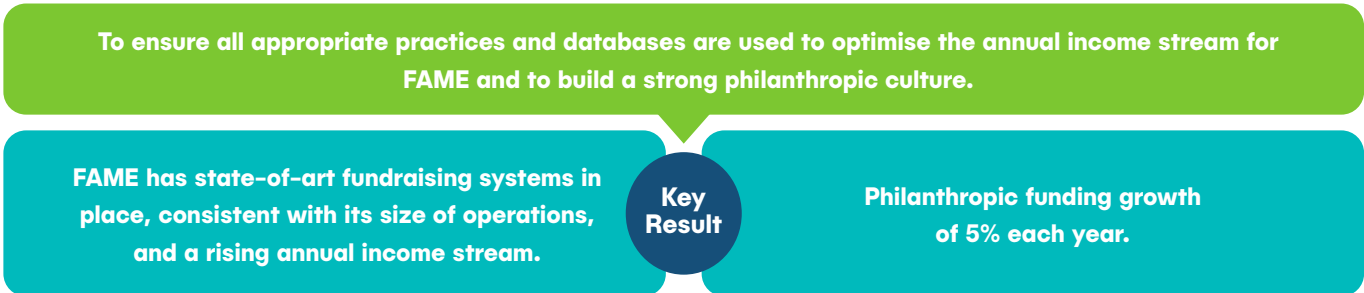 To ensure all appropriate practices and databases are used to optimise the annual income stream for
FAME and to build a strong philanthropic culture.
FAME has state-of-art fundraising systems in
place, consistent with its size of operations,
and a rising annual income stream.
Key
Result
Philanthropic funding growth
of 5% each year.